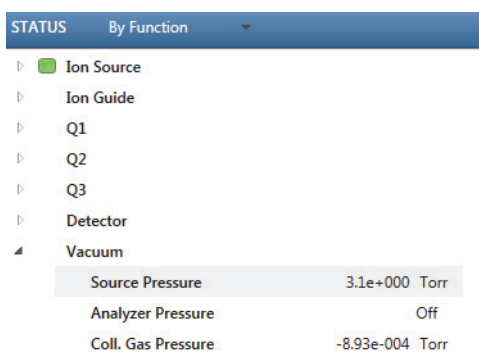 STATUS By Function
Ion Source
Ion Guide
Q1
Q2
Q3
Detector
Vacuum
Source Pressure 3.1e+000 Torr
Analyzer Pressure Off
Coll. Gas Pressure -8.93e-004 Torr